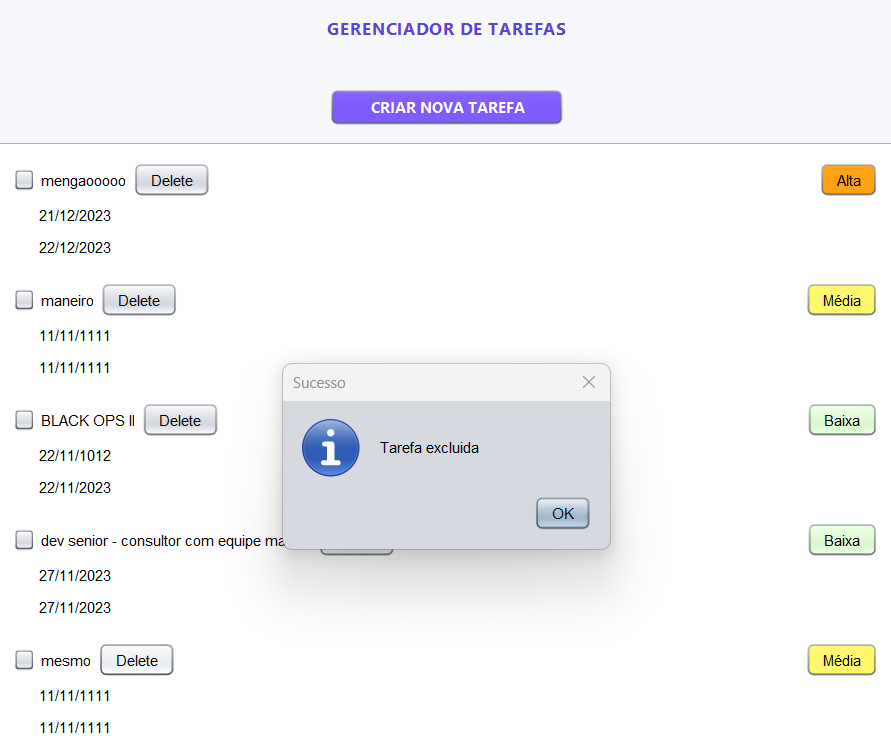 GERENCIADOR DE TAREFAS
CRIAR NOVA TAREFA
mengaooooo Delete Alta
21/12/2023
22/12/2023
maneiro Delete Média
11/11/1111
11/11/1111
Sucesso
Tarefa excluida
OK
BLACK OPS II Delete Baixa
22/11/1012
22/11/2023
dev senior - consultor com equipe Baixa
27/11/2023
27/11/2023
mesmo Delete Média
11/11/1111
11/11/1111